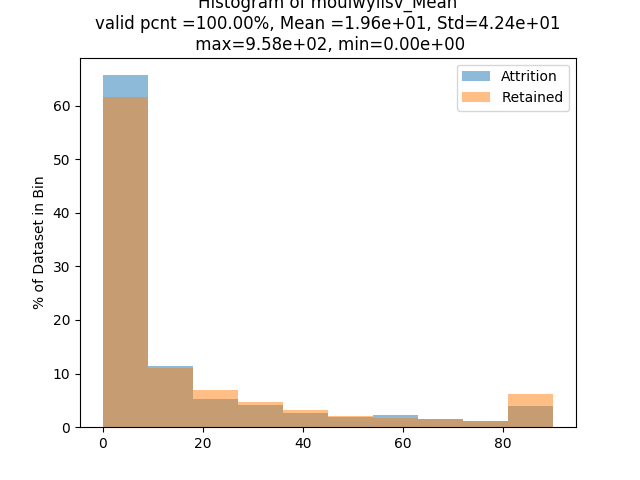 Histogram of
valid pcnt =100.00%, Mean =1.96e+01, Std=4.24e+01
max=9.58e+02, min=0.00e+00
Attrition
Retained
% of Dataset in Bin
60
50
40
30
20
10
0
0 20 40 60 80